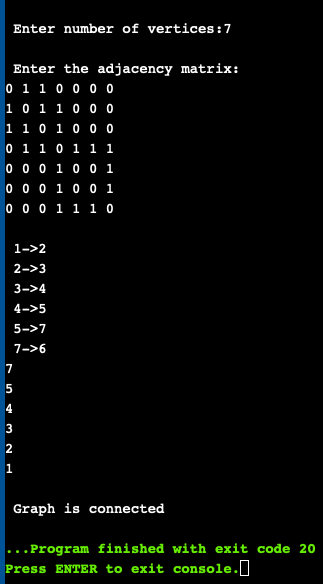 Enter number of vertices:7
Enter the adjacency matrix:
0 1 1 0 0 0 0
1 0 1 1 0 0 0
1 1 0 1 0 0 0
0 1 1 0 1 1 1
0 0 0 1 0 0 1
0 0 0 1 0 0 1
0 0 0 1 1 1 0
1->2
2->3
3->4
4->5
5->7
7->6
7
5
4
3
2
1
Graph is connected
...Program finished with exit code 20
Press ENTER to exit console.